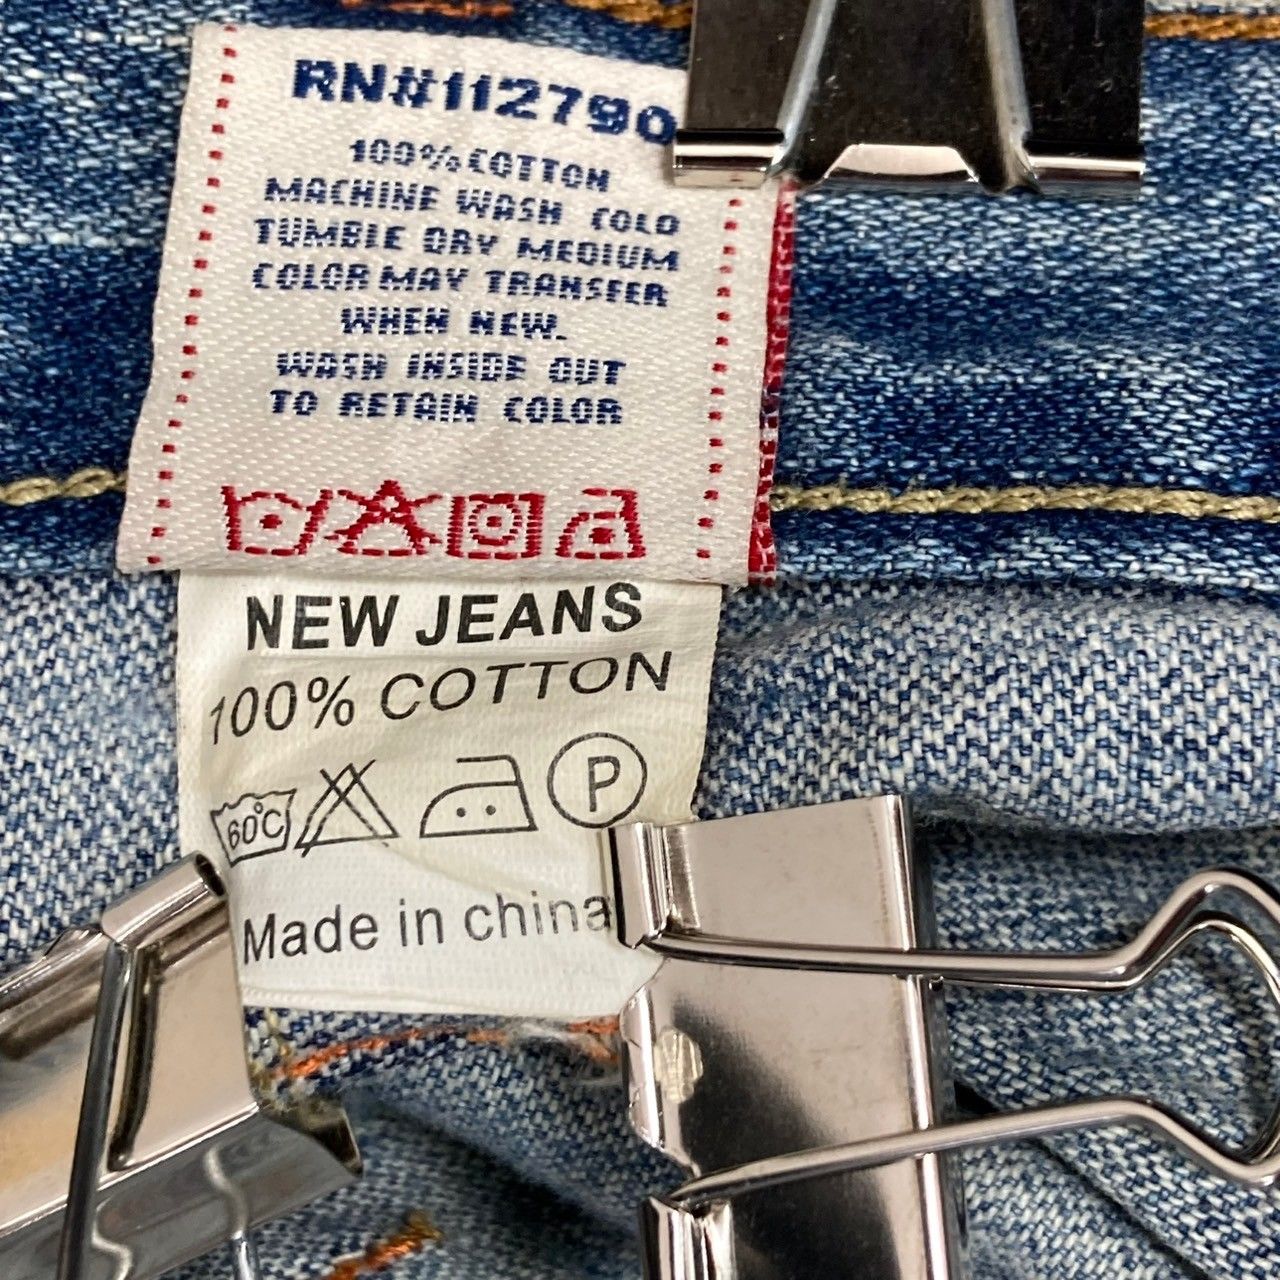 RN#112790
100% COTTON
MACHINE WASH COLD
TUMBLE DRY MEDIUM
COLOR MAY TRANSFER
WHEN NEW.
WASH INSIDE OUT
TO RETAIN COLOR
NEW JEANS
100% COTTON
60°C P
Made in china